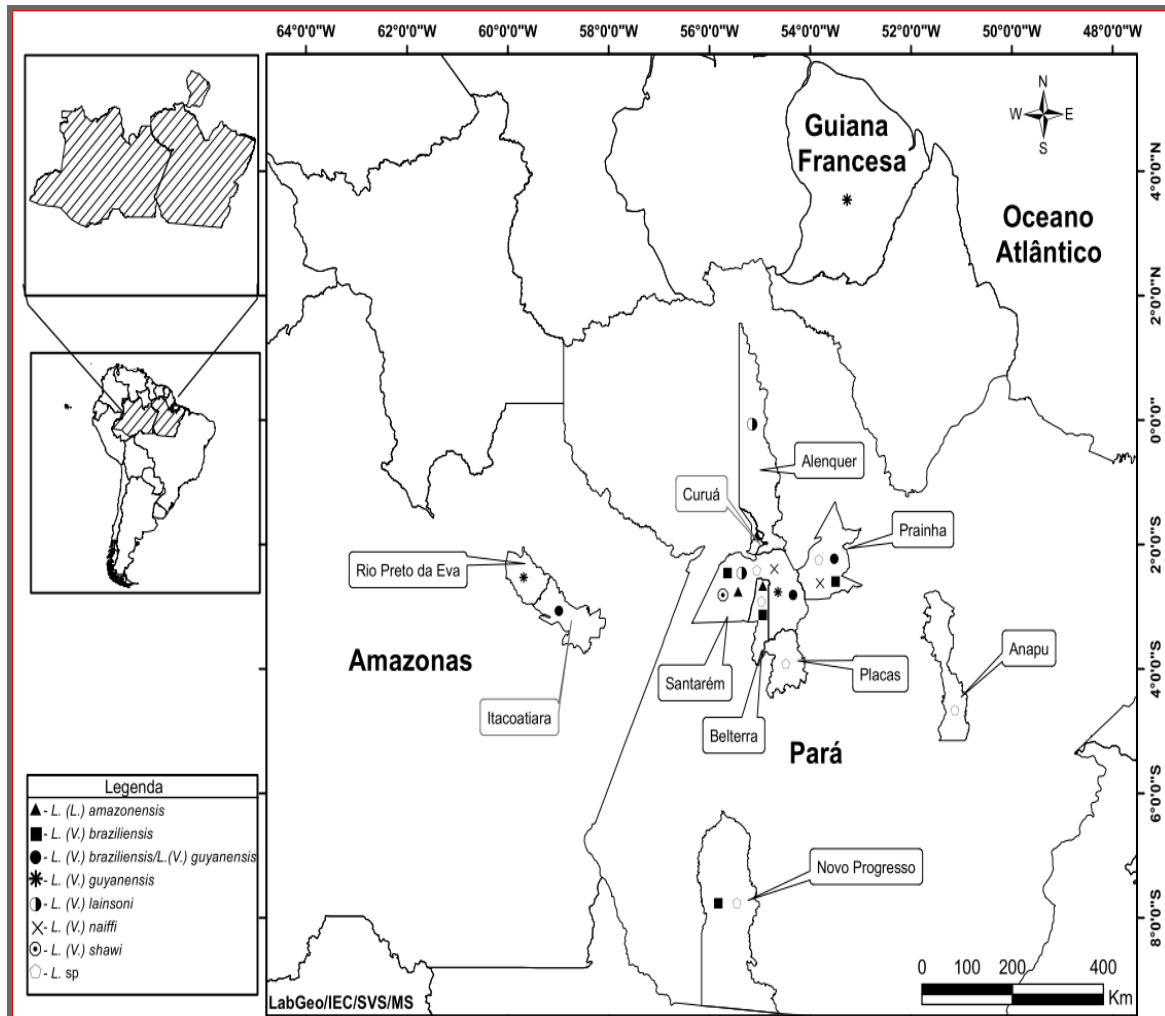 64°0'0"W 62°0'0"W 60°0'0"W 58°0'0"W 56°0'0"W 54°0'0"W 52°0'0"W 50°0'0"W 48°0'0"W
N
W E
S
Guiana
Francesa
4°0'0"N
Oceano
Atlântico
2°0'0"N
0°0'0"
Alenquer
Curuá
Prainha
2°0'0"S
Rio Preto da Eva
Amazonas
Santarém
Placas
Anapu
4°0'0"S
Itacoatiara
Belterra
Pará
6°0'0"S
Legenda
- L. (L.) amazonensis
- L. (V.) braziliensis
- L. (V.) braziliensis/L.(V.) guyanensis
- L. (V.) guyanensis
- L. (V.) lainsoni
- L. (V.) naiffi
- L. (V.) shawi
- L. sp
Novo Progresso
8°0'0"S
0 100 200 400
Km
LabGeo/IEC/SVS/MS